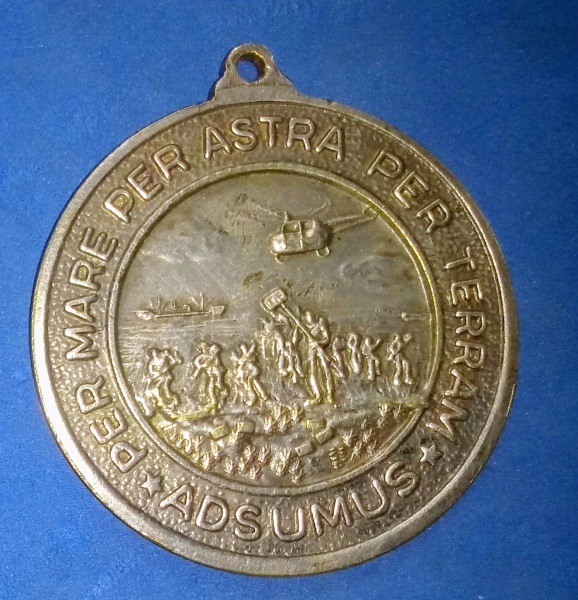 PER MARE PER ASTRA PER TERRAM
★ ADSUMUS ★